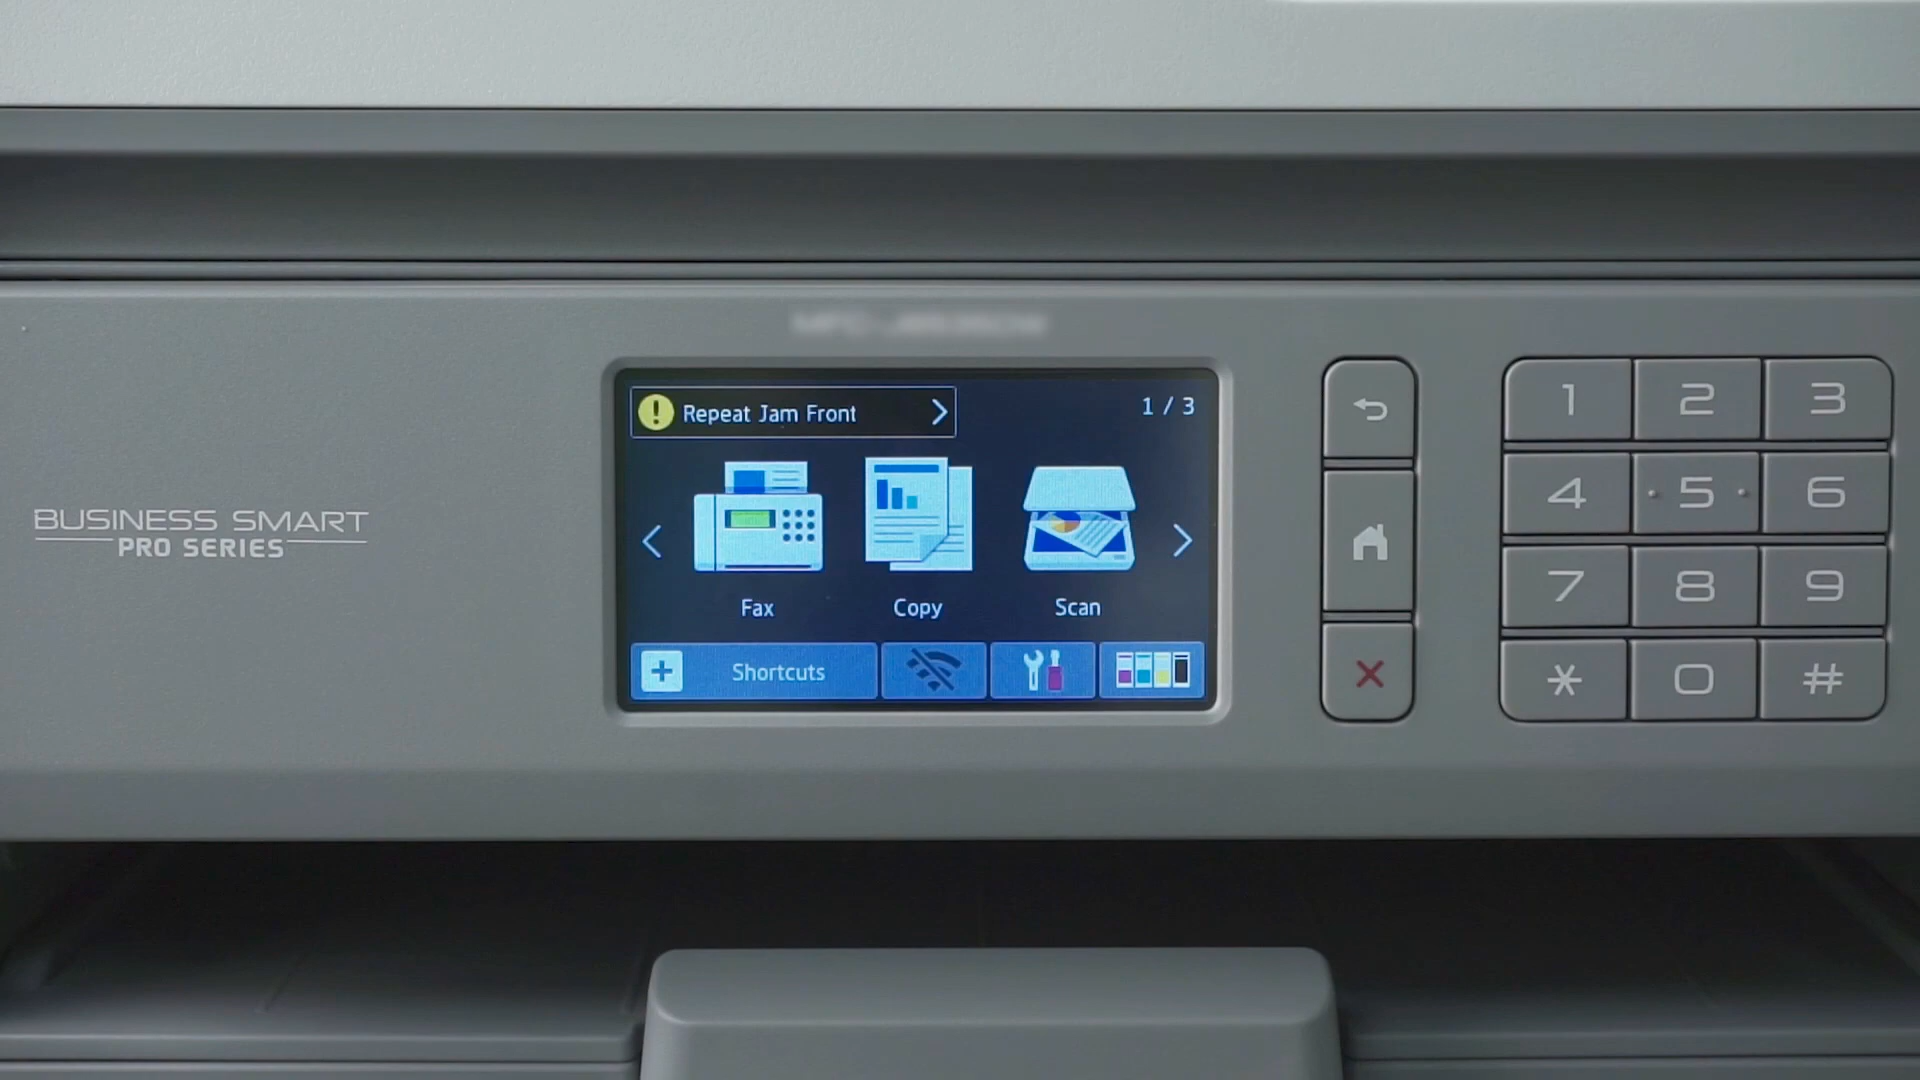 Repeat Jam Front
1 / 3
Fax
Copy
Scan
Shortcuts
BUSINESS SMART
PRO SERIES
1 2 3
4 5 6
7 8 9
* 0 #